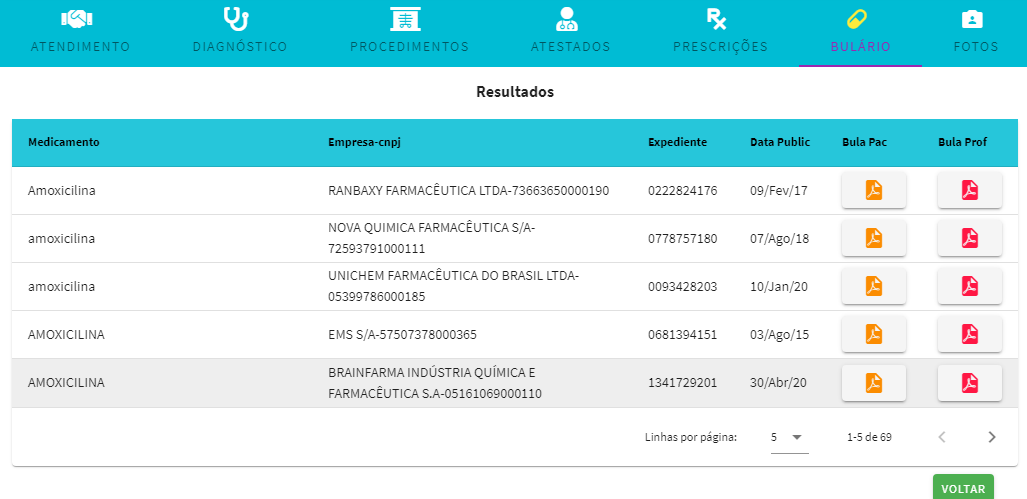 ATENDIMENTO DIAGNÓSTICO PROCEDIMENTOS ATESTADOS PRESCRIÇÕES BULÁRIO FOTOS
Resultados
Medicamento Empresa-cnpj Expediente Data Public Bula Pac Bula Prof
Amoxicilina RANBAXY FARMACÊUTICA LTDA-73663650000190 0222824176 09/Fev/17
amoxicilina NOVA QUIMICA FARMACÊUTICA S/A-
72593791000111 0778757180 07/Ago/18
amoxicilina UNICHEM FARMACÊUTICA DO BRASIL LTDA-
05399786000185 0093428203 10/Jan/20
AMOXICILINA EMS S/A-57507378000365 0681394151 03/Ago/15
AMOXICILINA BRAINFARMA INDÚSTRIA QUÍMICA E
FARMACÊUTICA S.A-05161069000110 1341729201 30/Abr/20
Linhas por página: 5 1-5 de 69
VOLTAR